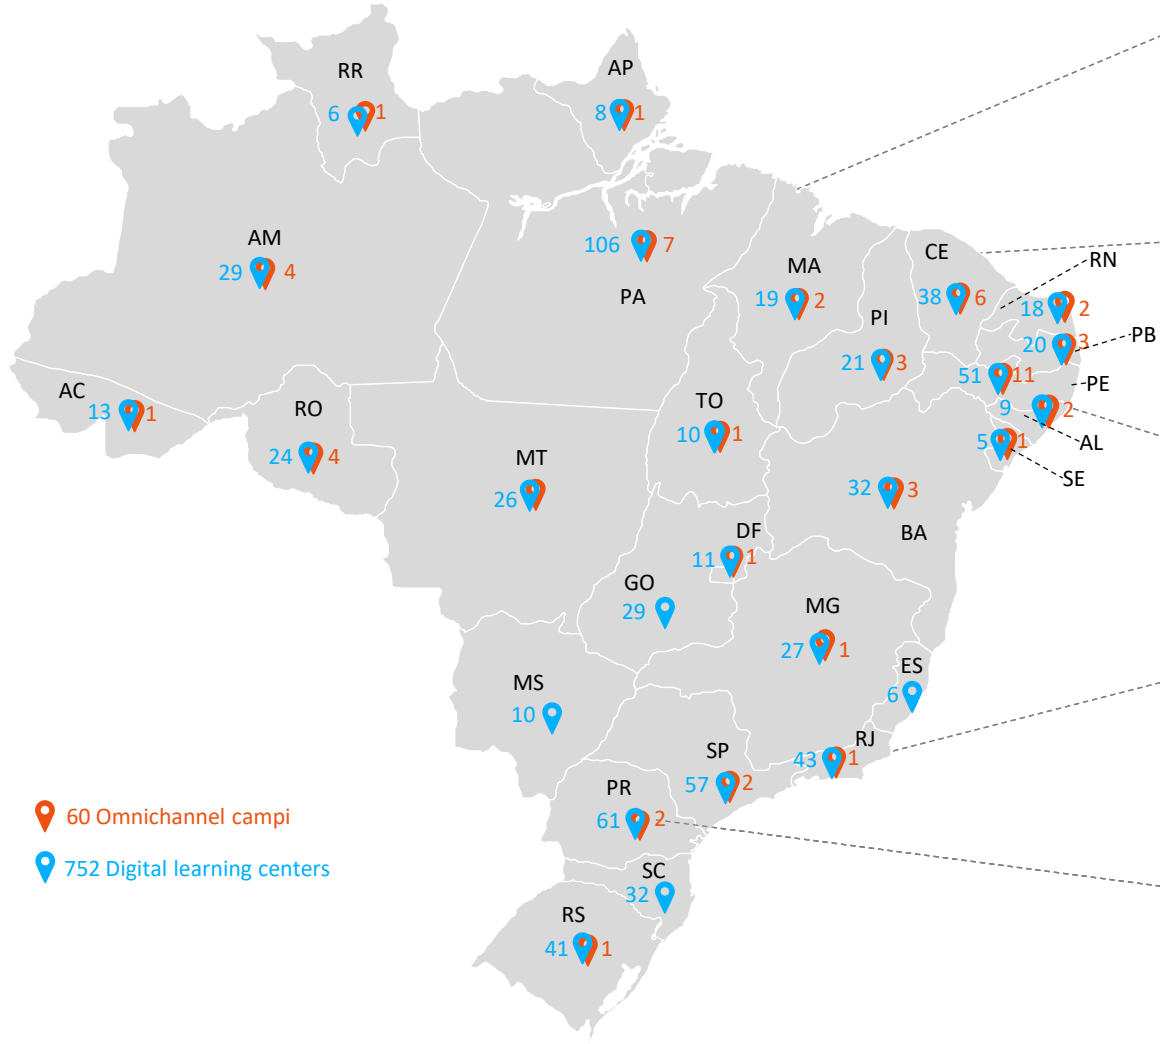 RR
6 1
AP
8 1
AM
29 4
106 7
PA
MA
19 2
CE
38 6
RN
18 2
PI
21 3
20 3
PB
51 11
PE
9 2
AL
5 1
SE
AC
13 1
RO
24 4
TO
10 1
MT
26
32 3
BA
DF
11 1
GO
29
MG
27 1
ES
6
MS
10
RJ
43 1
SP
57 2
PR
61 2
60 Omnichannel campi
752 Digital learning centers
SC
32
RS
41 1